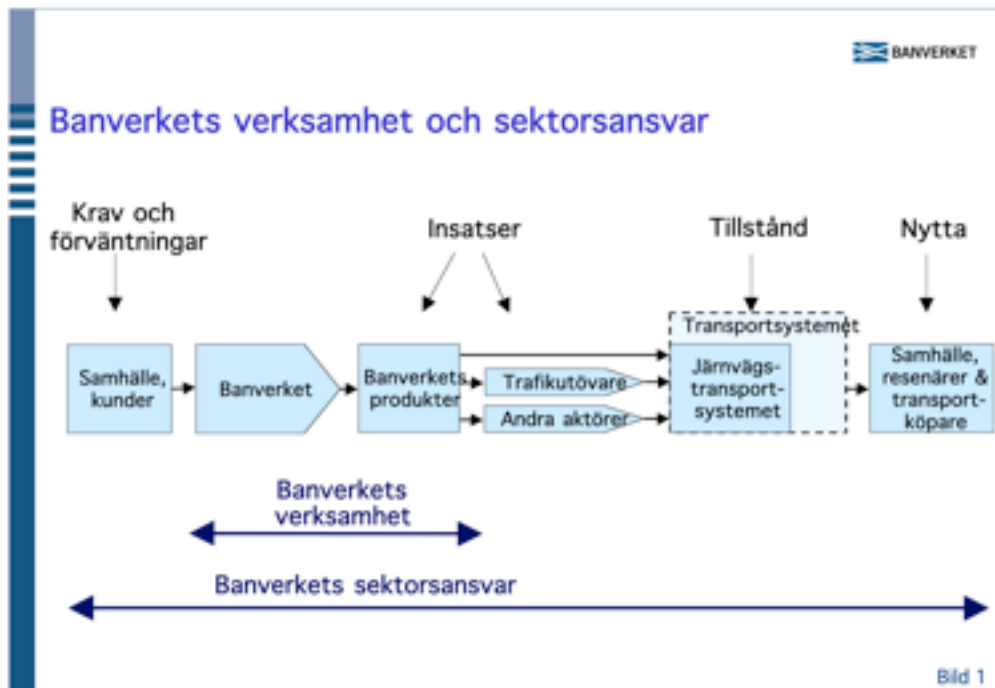 BANVERKET
Banverkets verksamhet och sektorsansvar
Krav och
förväntningar
Insatser
Tillstånd
Nytta
Transportsystemet
Samhälle,
kunder
Banverket
Banverkets
produkter
Trafikutövare
Andra aktörer
Järnvägs-
transport-
systemet
Samhälle,
resenärer &
transport-
köpare
Banverkets
verksamhet
Banverkets sektorsansvar
Bild 1